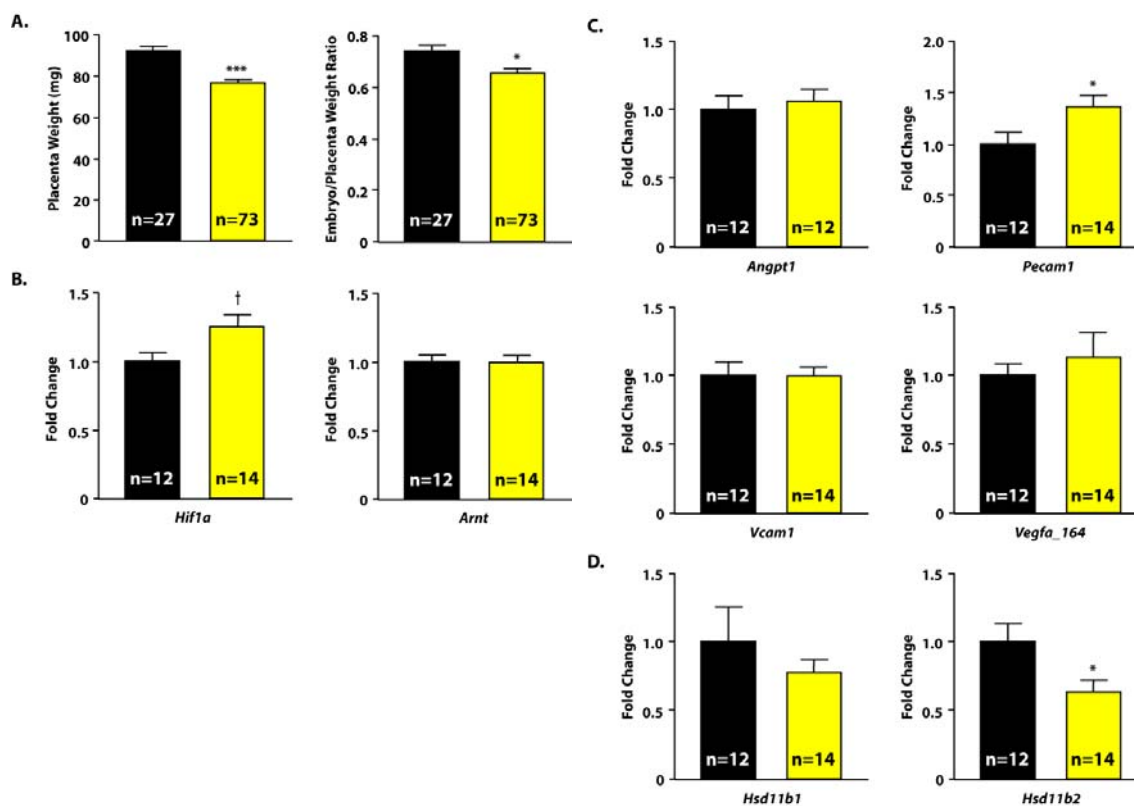 A.
Placenta Weight (mg)
100
80
60
40
20
0
***
n=27
n=73
Embryo/Placenta Weight Ratio
0.8
0.6
0.4
0.2
0
*
n=27
n=73
B.
Fold Change
1.5
1.0
0.5
0
†
n=12
n=14
Hif1a
Fold Change
1.5
1.0
0.5
0
n=12
n=14
Arnt
C.
Fold Change
1.5
1.0
0.5
0
n=12
n=12
Angpt1
Fold Change
2.0
1.5
1.0
0.5
0
*
n=12
n=14
Pecam1
Fold Change
1.5
1.0
0.5
0
n=12
n=14
Vcam1
Fold Change
1.5
1.0
0.5
0
n=12
n=14
Vegfa_164
D.
Fold Change
1.5
1.0
0.5
0
n=12
n=14
Hsd11b1
Fold Change
1.5
1.0
0.5
0
*
n=12
n=14
Hsd11b2